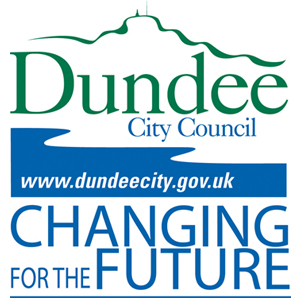 Dundee
City Council
www.dundeecity.gov.uk
CHANGING
FOR THE FUTURE